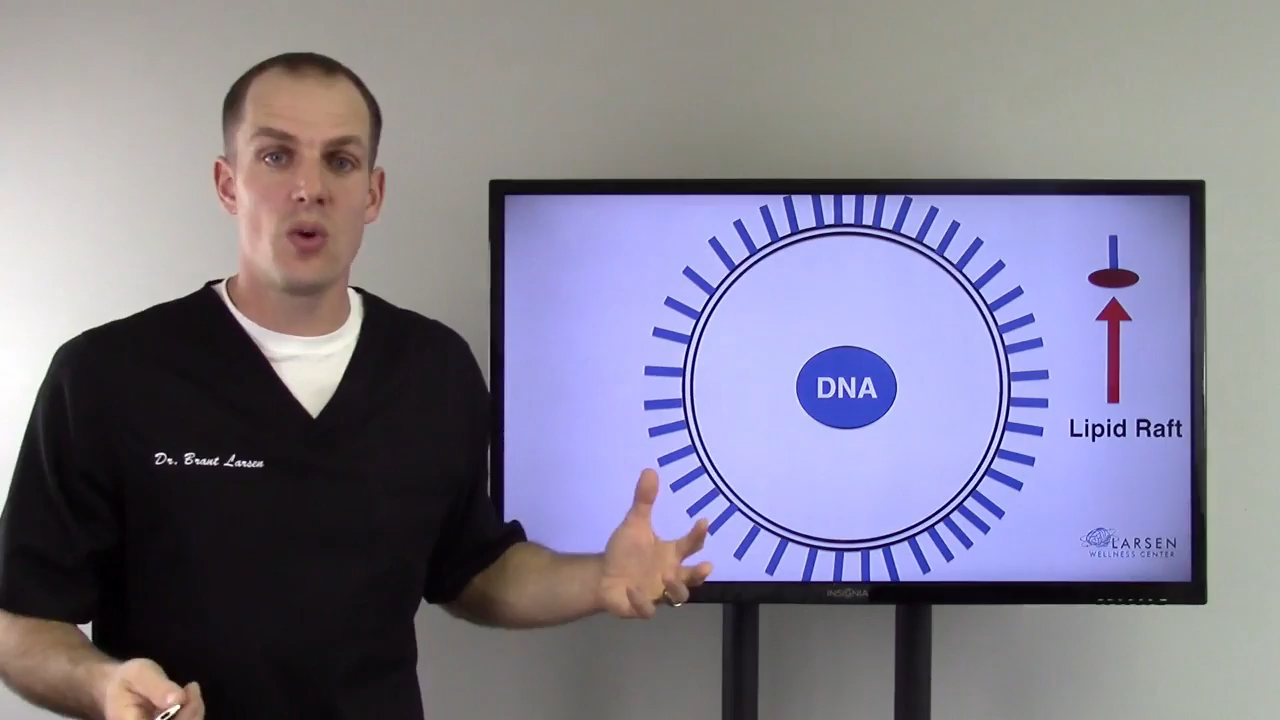 Dr. Brant Larsen
DNA
Lipid Raft
LARSEN
WELLNESS CENTER
INSIGNIA